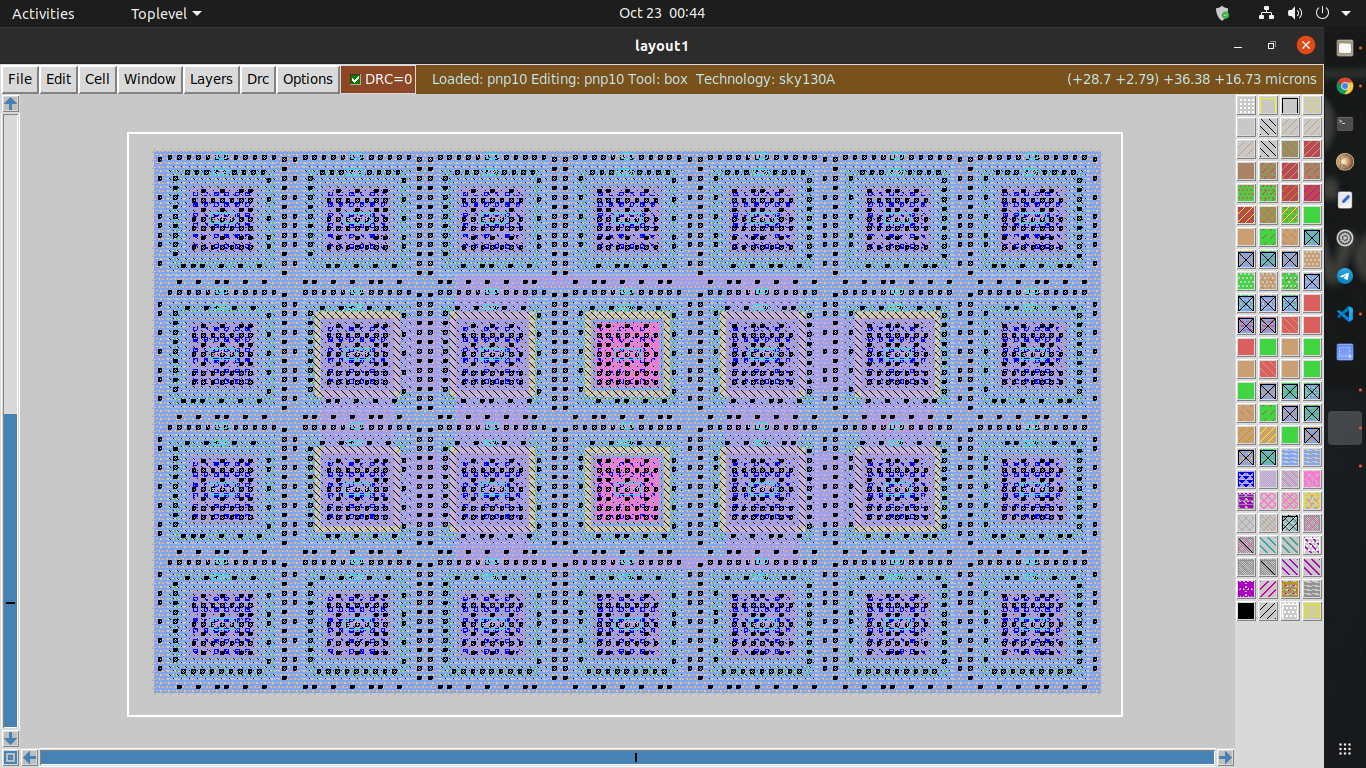 Activities
Toplevel
Oct 23 00:44
layout1
File Edit Cell Window Layers Drc Options DRC=0 Loaded: pnp10 Editing: pnp10 Tool: box Technology: sky130A (+28.7 +2.79) +36.38 +16.73 microns